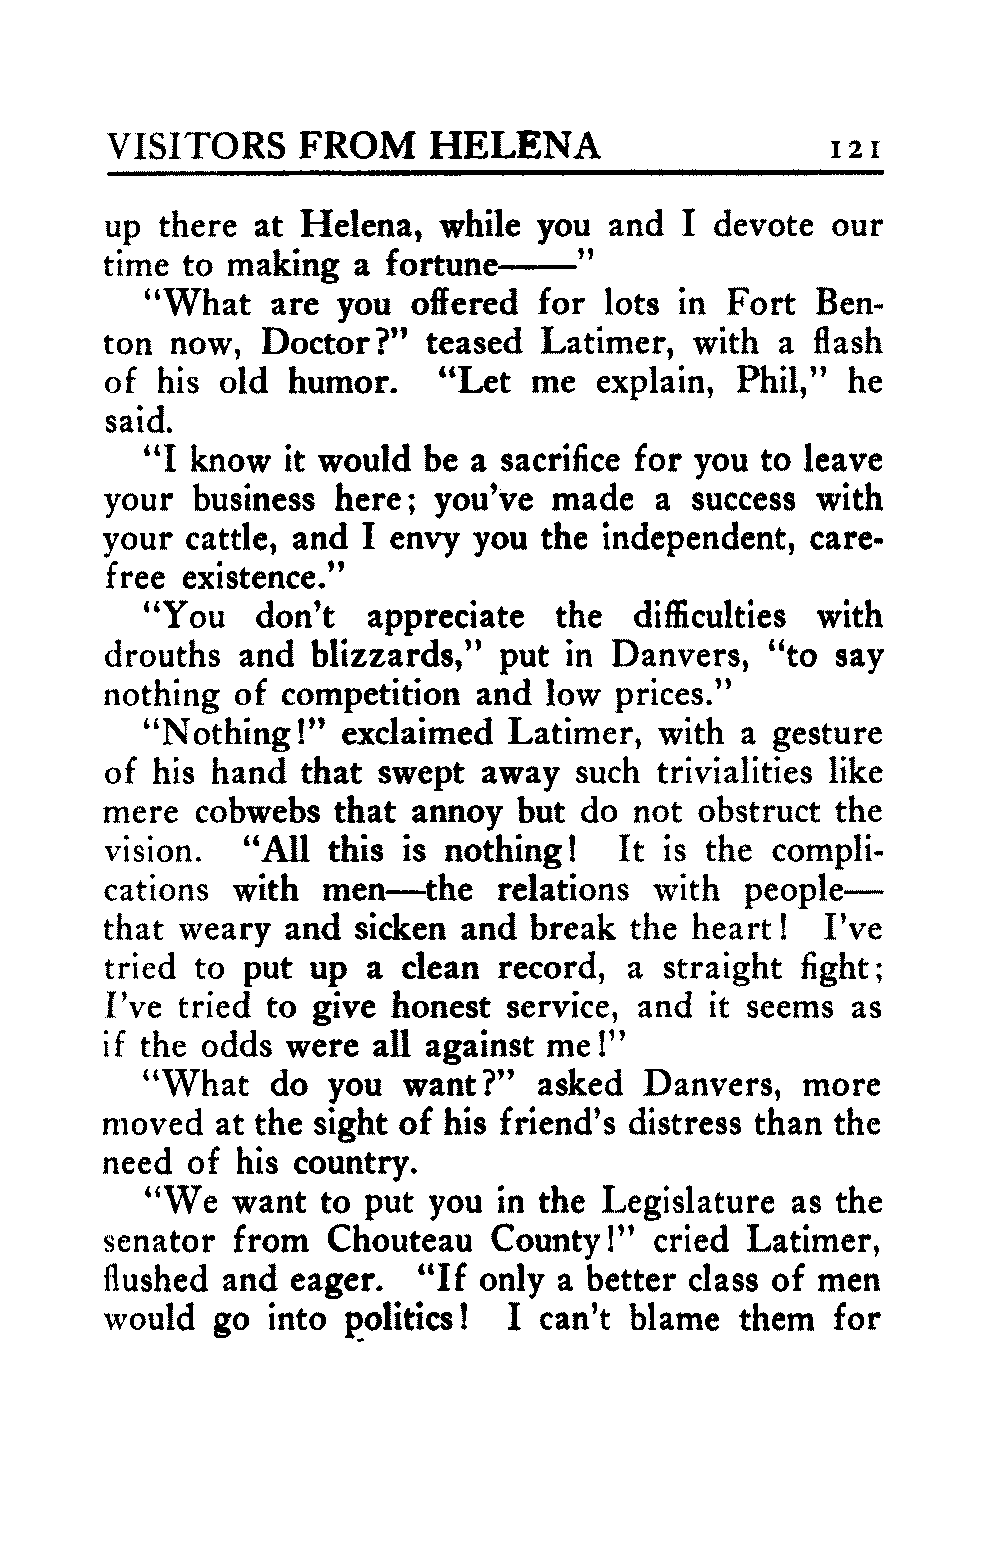 VISITORS FROM HELENA 121
up there at Helena, while you and I devote our
time to making a fortune——"
"What are you offered for lots in Fort Ben-
ton now, Doctor?" teased Latimer, with a flash
of his old humor. "Let me explain, Phil," he
said.
"I know it would be a sacrifice for you to leave
your business here; you've made a success with
your cattle, and I envy you the independent, care-
free existence."
"You don't appreciate the difficulties with
drouths and blizzards," put in Danvers, "to say
nothing of competition and low prices."
"Nothing!" exclaimed Latimer, with a gesture
of his hand that swept away such trivialities like
mere cobwebs that annoy but do not obstruct the
vision. "All this is nothing! It is the compli-
cations with men—the relations with people—
that weary and sicken and break the heart! I've
tried to put up a clean record, a straight fight;
I've tried to give honest service, and it seems as
if the odds were all against me!"
"What do you want?" asked Danvers, more
moved at the sight of his friend's distress than the
need of his country.
"We want to put you in the Legislature as the
senator from Chouteau County!" cried Latimer,
flushed and eager. "If only a better class of men
would go into politics! I can't blame them for